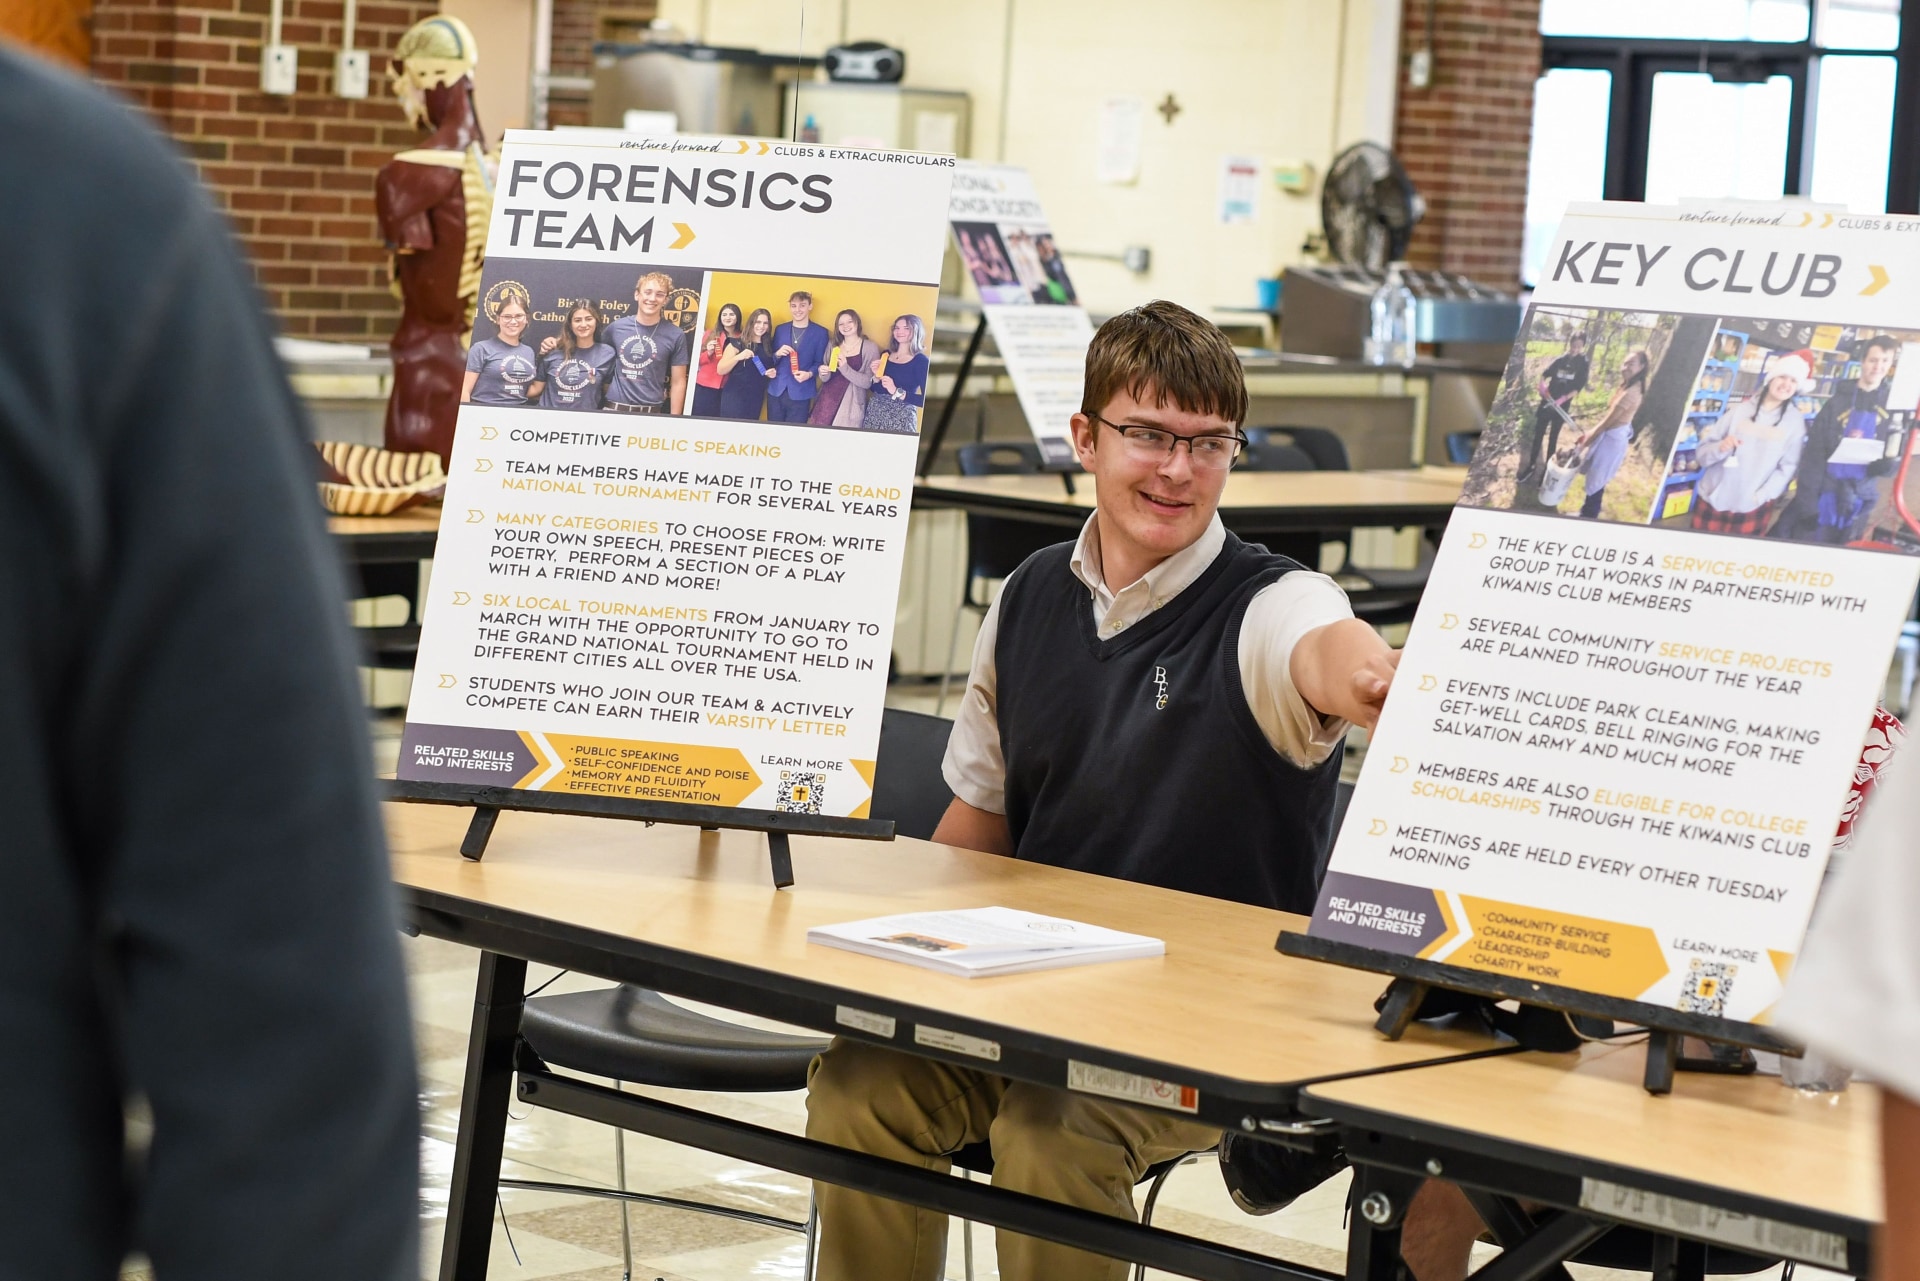 venture forward CLUBS & EXTRACURRICULARS
FORENSICS
TEAM
Catho
COMPETITIVE PUBLIC SPEAKING
TEAM MEMBERS HAVE MADE IT TO THE GRAND
NATIONAL TOURNAMENT FOR SEVERAL YEARS
MANY CATEGORIES TO CHOOSE FROM: WRITE
YOUR OWN SPEECH, PRESENT PIECES OF
POETRY, PERFORM A SECTION OF A PLAY
WITH A FRIEND AND MORE!
SIX LOCAL TOURNAMENTS FROM JANUARY TO
MARCH WITH THE OPPORTUNITY TO GO TO
THE GRAND NATIONAL TOURNAMENT HELD IN
DIFFERENT CITIES ALL OVER THE USA.
STUDENTS WHO JOIN OUR TEAM & ACTIVELY
COMPETE CAN EARN THEIR VARSITY LETTER
RELATED SKILLS
AND INTERESTS
• PUBLIC SPEAKING
• SELF-CONFIDENCE AND POISE
• MEMORY AND FLUIDITY
• EFFECTIVE PRESENTATION
LEARN MORE
BFC
venture forward CLUBS & EXT
KEY CLUB
THE KEY CLUB IS A SERVICE-ORIENTED
GROUP THAT WORKS IN PARTNERSHIP WITH
KIWANIS CLUB MEMBERS
SEVERAL COMMUNITY SERVICE PROJECTS
ARE PLANNED THROUGHOUT THE YEAR
EVENTS INCLUDE PARK CLEANING, MAKING
GET-WELL CARDS, BELL RINGING FOR THE
SALVATION ARMY AND MUCH MORE
MEMBERS ARE ALSO ELIGIBLE FOR COLLEGE
SCHOLARSHIPS THROUGH THE KIWANIS CLUB
MEETINGS ARE HELD EVERY OTHER TUESDAY
MORNING
RELATED SKILLS
AND INTERESTS
• COMMUNITY SERVICE
• CHARACTER-BUILDING
• LEADERSHIP
• CHARITY WORK
LEARN MORE